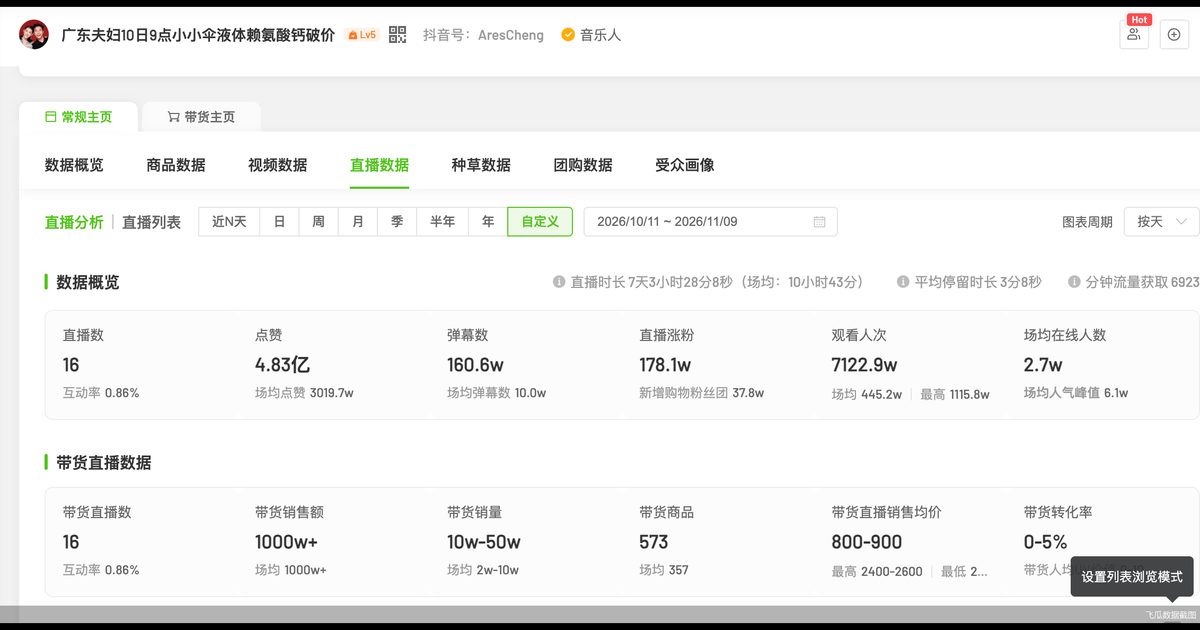 广东夫妇10日9点小小伞液体赖氨酸钙破价 Lv5 抖音号：AresCheng 音乐人 Hot
常规主页 带货主页
数据概览 商品数据 视频数据 直播数据 种草数据 团购数据 受众画像
直播分析 直播列表 近N天 日 周 月 季 半年 年 自定义 2026/10/11 ~ 2026/11/09 图表周期 按天
数据概览 直播时长 7天3小时28分8秒（场均：10小时43分） 平均停留时长 3分8秒 分钟流量获取 6923
直播数 点赞 弹幕数 直播涨粉 观看人次 场均在线人数
16 4.83亿 160.6w 178.1w 7122.9w 2.7w
互动率 0.86% 场均点赞 3019.7w 场均弹幕数 10.0w 新增购物粉丝团 37.8w 场均 445.2w 最高 1115.8w 场均人气峰值 6.1w
带货直播数据
带货直播数 带货销售额 带货销量 带货商品 带货直播销售均价 带货转化率
16 1000w+ 10w-50w 573 800-900 0-5%
互动率 0.86% 场均 1000w+ 场均 2w-10w 场均 357 最高 2400-2600 最低 2... 带货人均
设置列表浏览模式
飞瓜数据截图